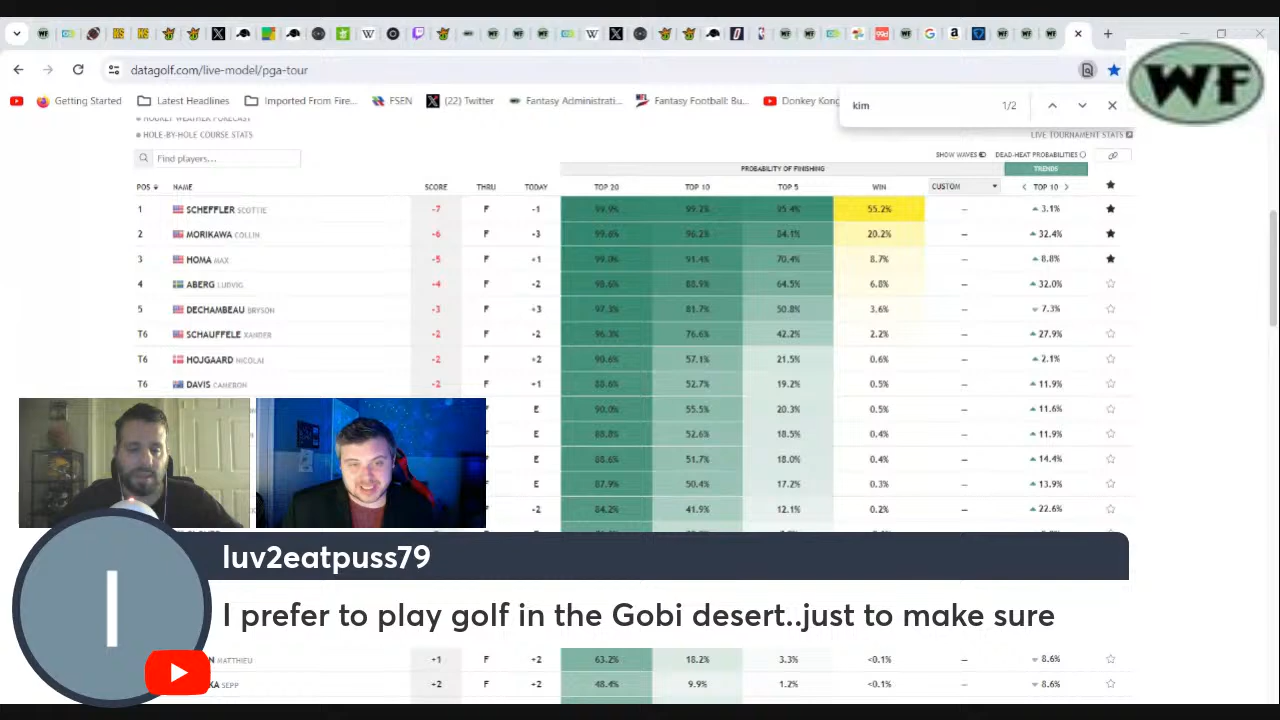 datagolf.com/live-model/pga-tour
WF
Getting Started Latest Headlines Imported From Fire... FSEN (22) Twitter Fantasy Administrati... Fantasy Football: Bu... Donkey Kong
kim 1/2
HOLE-BY-HOLE COURSE STATS LIVE TOURNAMENT STATS
Find players... SHOW WAVES DEAD-HEAT PROBABILITIES
PROBABILITY OF FINISHING TRENDS
POS NAME SCORE THRU TODAY TOP 20 TOP 10 TOP 5 WIN CUSTOM TOP 10
1 SCHEFFLER SCOTTIE -7 F -1 99.9% 99.2% 95.4% 55.2% — 3.1%
2 MORIKAWA COLLIN -6 F -3 99.6% 96.2% 84.1% 20.2% — 32.4%
3 HOMA MAX -5 F +1 99.0% 91.4% 70.4% 8.7% — 8.8%
4 ABERG LUDVIG -4 F -2 98.6% 88.9% 64.5% 6.8% — 32.0%
5 DECHAMBEAU BRYSON -3 F +3 97.3% 81.7% 50.8% 3.6% — 7.3%
T6 SCHAUFFELE XANDER -2 F -2 96.3% 76.6% 42.2% 2.2% — 27.9%
T6 HOJGAARD NICOLAI -2 F +2 90.6% 57.1% 21.5% 0.6% — 2.1%
T6 DAVIS CAMERON -2 F +1 88.6% 52.7% 19.2% 0.5% — 11.9%
E 90.0% 55.5% 20.3% 0.5% — 11.6%
F E 88.8% 52.6% 18.5% 0.4% — 11.9%
F E 88.6% 51.7% 18.0% 0.4% — 14.4%
F E 87.9% 50.4% 17.2% 0.3% — 13.9%
F -2 84.2% 41.9% 12.1% 0.2% — 22.6%
luv2eatpuss79
l
I prefer to play golf in the Gobi desert..just to make sure
N MATTHIEU +1 F +2 63.2% 18.2% 3.3% <0.1% — 8.6%
KA SEPP +2 F +2 48.4% 9.9% 1.2% <0.1% — 8.6%